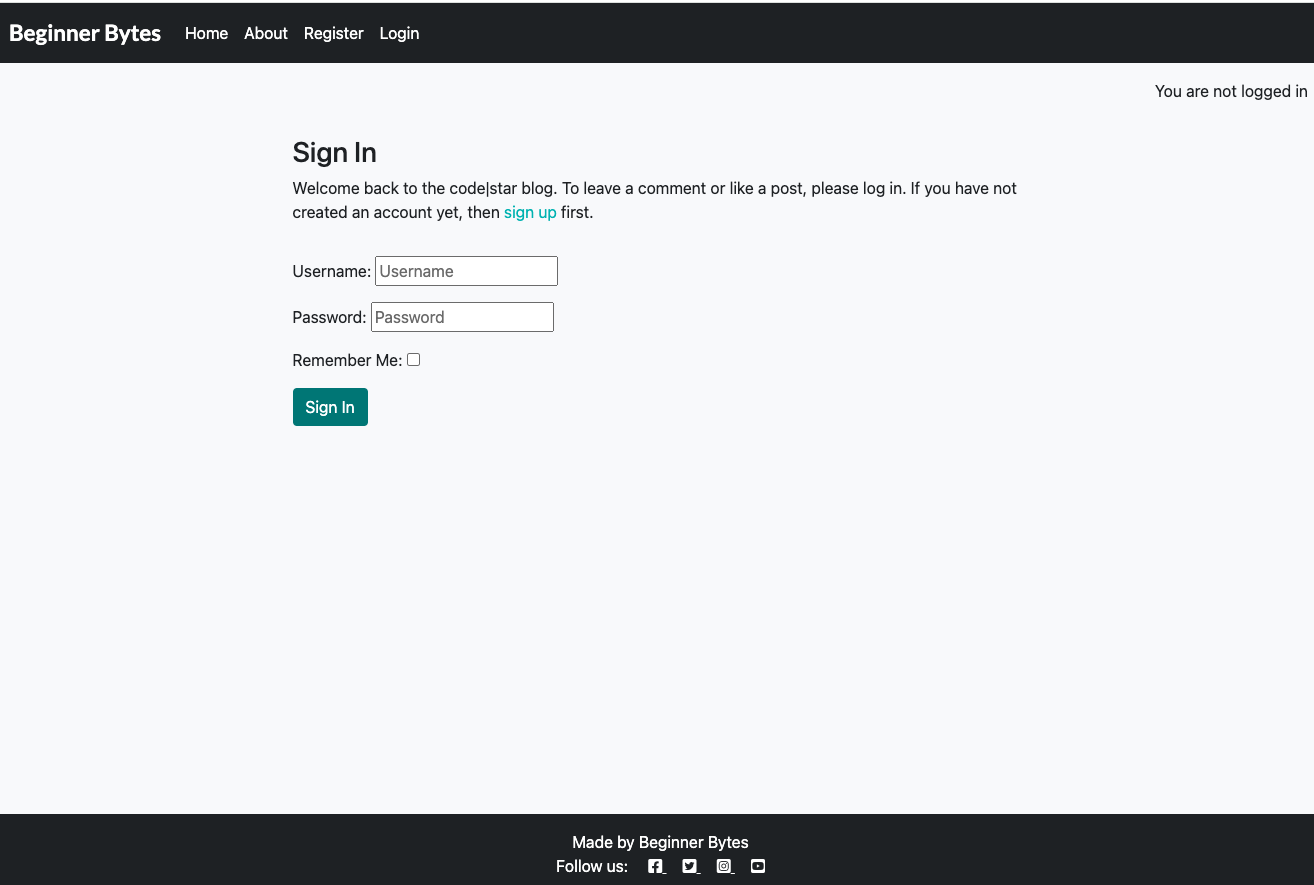 Beginner Bytes Home About Register Login
You are not logged in
Sign In
Welcome back to the code|star blog. To leave a comment or like a post, please log in. If you have not
created an account yet, then sign up first.
Username: Username
Password: Password
Remember Me:
Sign In
Made by Beginner Bytes
Follow us: